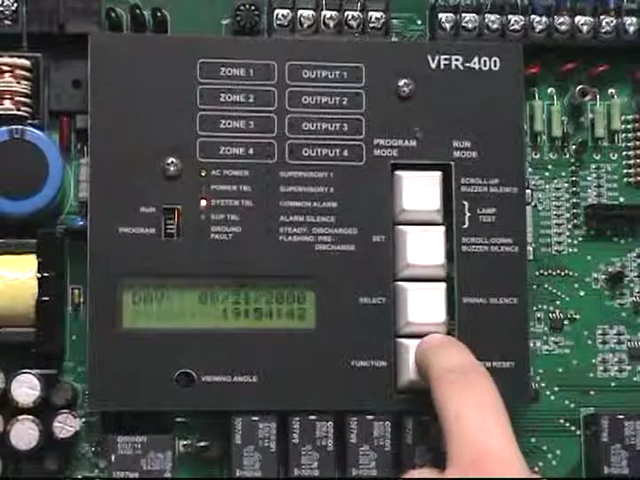 VFR-400
ZONE 1
OUTPUT 1
ZONE 2
OUTPUT 2
ZONE 3
OUTPUT 3
ZONE 4
OUTPUT 4
PROGRAM MODE
RUN MODE
AC POWER
POWER TBL
SYSTEM TBL
SUP TBL
GROUND FAULT
SUPERVISORY 1
SUPERVISORY 2
COMMON ALARM
ALARM SILENCE
STEADY: DISCHARGED
FLASHING: PRE-
DISCHARGE
RUN
PROGRAM
SET
SELECT
FUNCTION
SCROLL-UP
BUZZER SILENCE
LAMP
TEST
SCROLL-DOWN
BUZZER SILENCE
SIGNAL SILENCE
RESET
19:54:42
VIEWING ANGLE